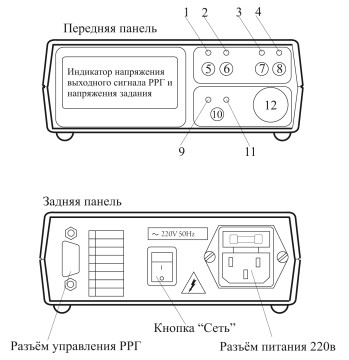 Передняя панель
1 2 3 4
Индикатор напряжения
выходного сигнала РРГ и
напряжения задания
5 6 7 8
10
12
9 11
Задняя панель
~ 220V 50Hz
Кнопка “Сеть”
Разъём управления РРГ
Разъём питания 220в